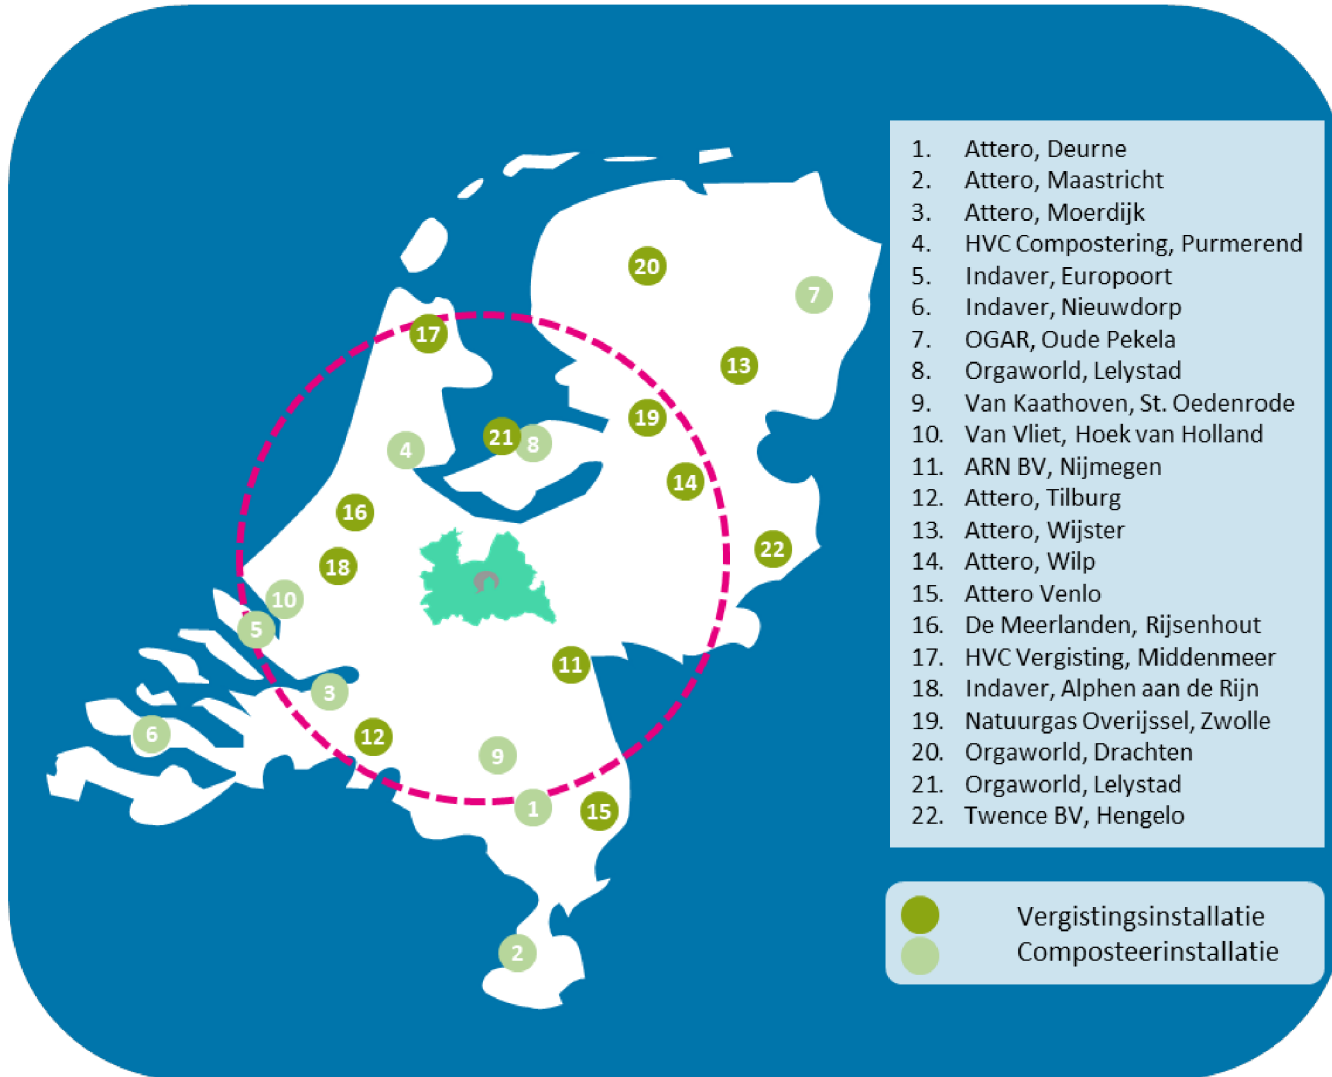 20
7
17
13
19
21
8
4
14
16
22
18
10
5
11
3
6
12
9
1
15
2
1. Attero, Deurne
2. Attero, Maastricht
3. Attero, Moerdijk
4. HVC Compostering, Purmerend
5. Indaver, Europoort
6. Indaver, Nieuwdorp
7. OGAR, Oude Pekela
8. Orgaworld, Lelystad
9. Van Kaathoven, St. Oedenrode
10. Van Vliet, Hoek van Holland
11. ARN BV, Nijmegen
12. Attero, Tilburg
13. Attero, Wijster
14. Attero, Wilp
15. Attero Venlo
16. De Meerlanden, Rijsenhout
17. HVC Vergisting, Middenmeer
18. Indaver, Alphen aan de Rijn
19. Natuurgas Overijssel, Zwolle
20. Orgaworld, Drachten
21. Orgaworld, Lelystad
22. Twence BV, Hengelo
Vergistingsinstallatie
Composteerinstallatie